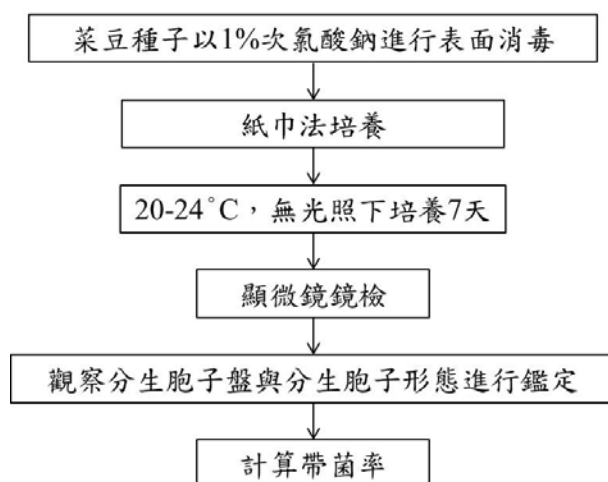 菜豆種子以1%次氯酸鈉進行表面消毒
紙巾法培養
20-24°C，無光照下培養7天
顯微鏡鏡檢
觀察分生胞子盤與分生胞子形態進行鑑定
計算帶菌率